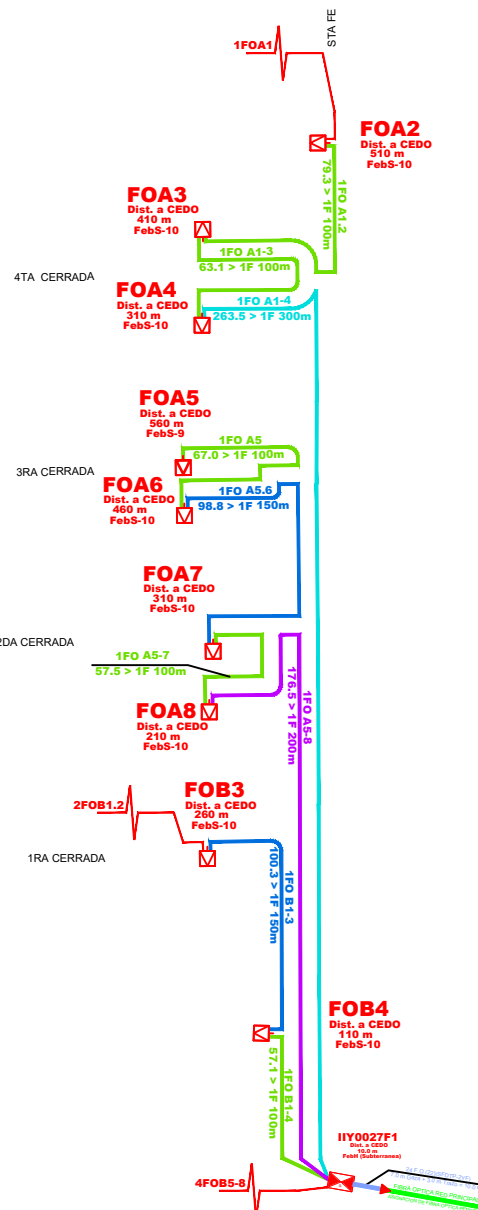 STA FE
1FOA1
FOA2
Dist. a CEDO
510 m
FebS-10
1FO A1.2
79.3 > 1F 100m
FOA3
Dist. a CEDO
410 m
FebS-10
1FO A1-3
63.1 > 1F 100m
4TA CERRADA
FOA4
Dist. a CEDO
310 m
FebS-10
1FO A1-4
263.5 > 1F 300m
FOA5
Dist. a CEDO
560 m
FebS-9
1FO A5
67.0 > 1F 100m
3RA CERRADA
FOA6
Dist. a CEDO
460 m
FebS-10
1FO A5.6
98.8 > 1F 150m
FOA7
Dist. a CEDO
310 m
FebS-10
2DA CERRADA
1FO A5-7
57.5 > 1F 100m
FOA8
Dist. a CEDO
210 m
FebS-10
1FO A5-8
176.5 > 1F 200m
FOB3
Dist. a CEDO
260 m
FebS-10
2FOB1.2
1RA CERRADA
1FO B1-3
100.3 > 1F 150m
FOB4
Dist. a CEDO
110 m
FebS-10
1FO B1-4
57.1 > 1F 100m
IIY0027F1
Dist. a CEDO
10.0 m
FebH (Subterranea)
4FOB5-8
FIBRA OPTICA RED PRINCIPAL